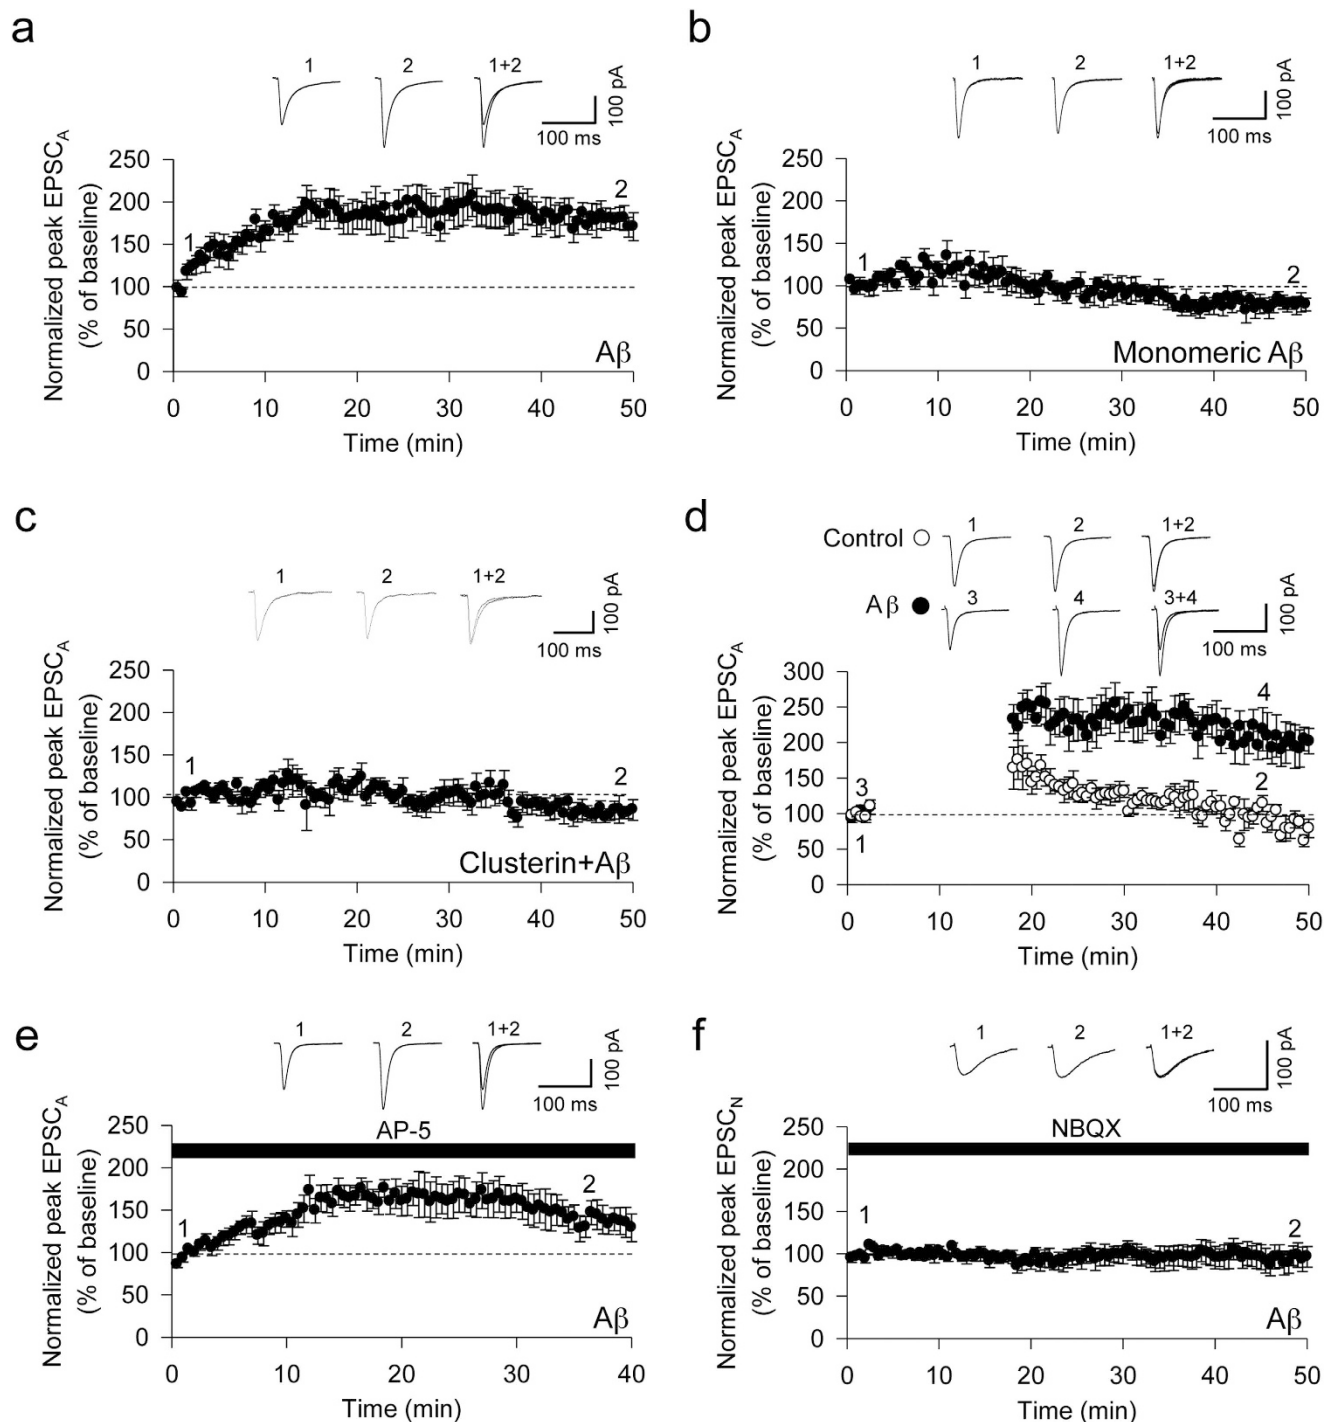 a
1 2 1+2
100 pA
100 ms
Normalized peak EPSC_A
(% of baseline)
250
200
150
100
50
0
1
2
Aβ
0 10 20 30 40 50
Time (min)
b
1 2 1+2
100 pA
100 ms
Normalized peak EPSC_A
(% of baseline)
250
200
150
100
50
0
1
2
Monomeric Aβ
0 10 20 30 40 50
Time (min)
c
1 2 1+2
100 pA
100 ms
Normalized peak EPSC_A
(% of baseline)
250
200
150
100
50
0
1
2
Clusterin+Aβ
0 10 20 30 40 50
Time (min)
d
Control
1 2 1+2
Aβ
3 4 3+4
100 pA
100 ms
Normalized peak EPSC_A
(% of baseline)
300
250
200
150
100
50
0
3
1
4
2
0 10 20 30 40 50
Time (min)
e
1 2 1+2
100 pA
100 ms
Normalized peak EPSC_A
(% of baseline)
AP-5
250
200
150
100
50
0
1
2
Aβ
0 10 20 30 40
Time (min)
f
1 2 1+2
100 pA
100 ms
Normalized peak EPSC_N
(% of baseline)
NBQX
250
200
150
100
50
0
1
2
Aβ
0 10 20 30 40 50
Time (min)